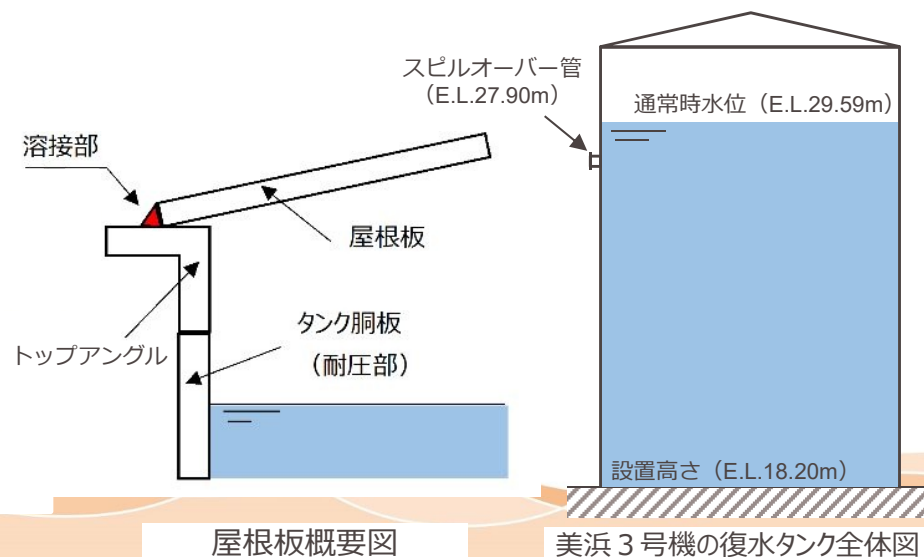 溶接部
屋根板
トップアングル
タンク胴板
（耐圧部）
屋根板概要図
スピルオーバー管
（E.L.27.90m）
通常時水位（E.L.29.59m）
設置高さ（E.L.18.20m）
美浜３号機の復水タンク全体図